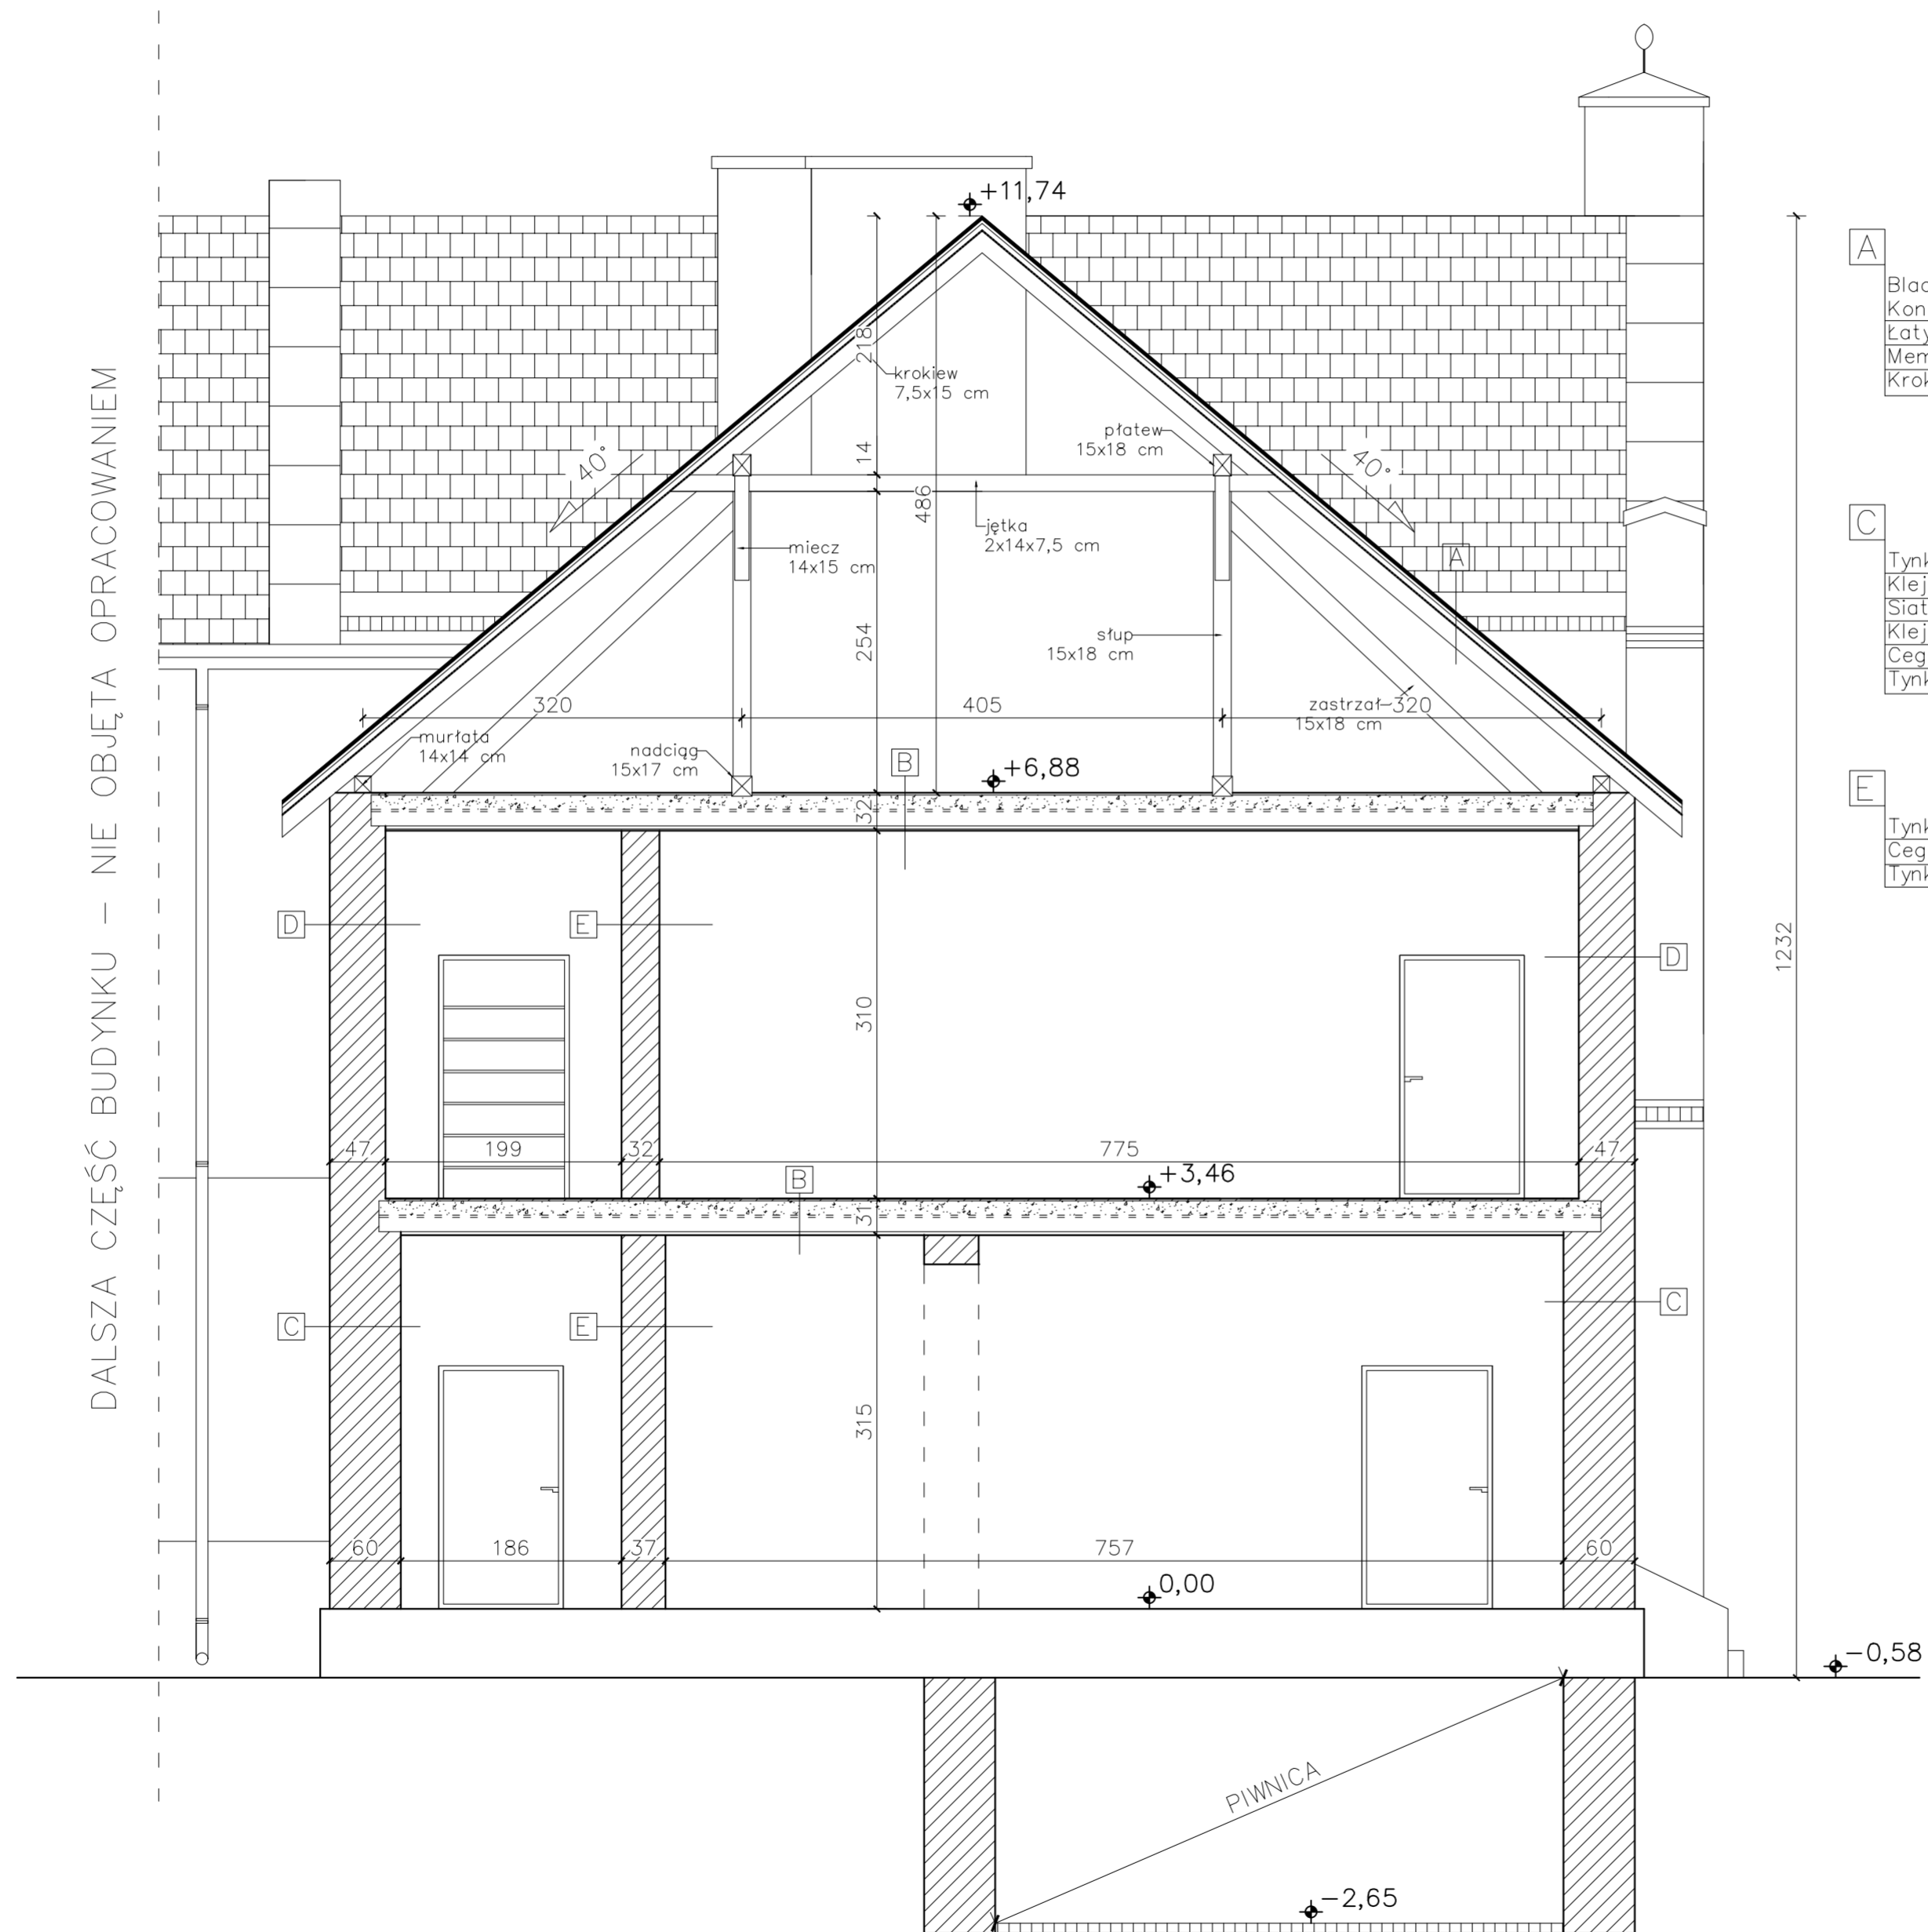 DALSZA CZĘŚĆ BUDYNKU – NIE OBJĘTA OPRACOWANIEM
+11,74
218
krokiew
7,5x15 cm
40°
14
płatew
15x18 cm
40°
486
jętka
2x14x7,5 cm
miecz
14x15 cm
A
254
słup
15x18 cm
320
405
zastrzał
15x18 cm
320
murłata
14x14 cm
nadciąg
15x17 cm
B
+6,88
32
D
E
D
310
1232
47
199
32
775
47
B
+3,46
31
C
E
C
315
60
186
37
757
60
0,00
-0,58
PIWNICA
-2,65
A
Łaty
C
E